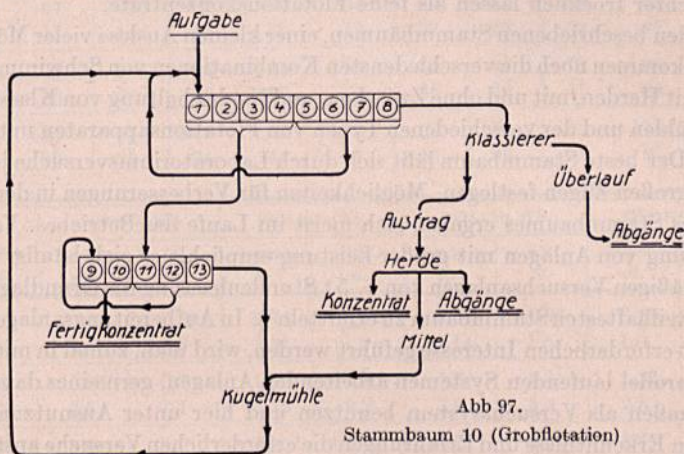 Aufgabe
1 2 3 4 5 6 7 8
Klassierer
Überlauf
Abgänge
Austrag
Herde
9 10 11 12 13
Konzentrat Abgänge
Fertigkonzentrat
Mittel
Kugelmühle
Abb 97.
Stammbaum 10 (Grobflotation)